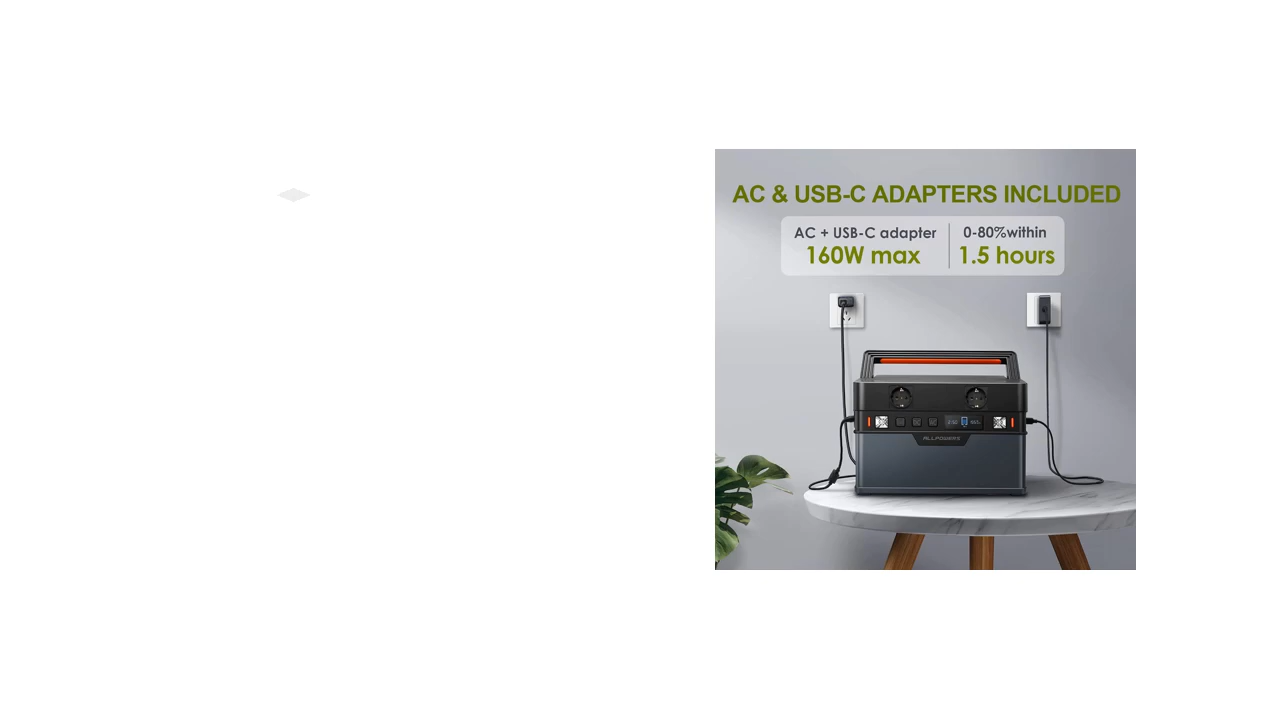 AC & USB-C ADAPTERS INCLUDED
AC + USB-C adapter
160W max
0-80%within
1.5 hours
ALLPOWERS